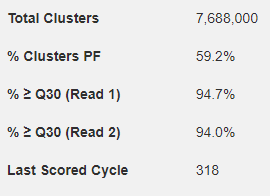 Total Clusters 7,688,000
% Clusters PF 59.2%
% ≥ Q30 (Read 1) 94.7%
% ≥ Q30 (Read 2) 94.0%
Last Scored Cycle 318